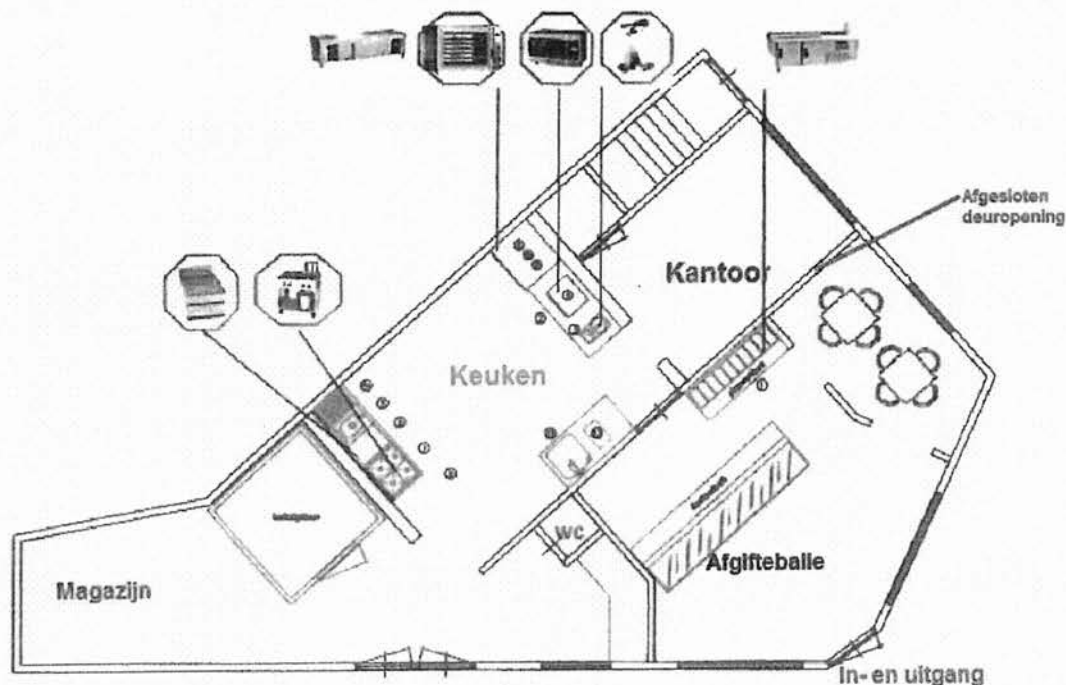 Afgesloten
deuropening
Kantoor
Keuken
WC
Afgiftebalie
Magazijn
In- en uitgang